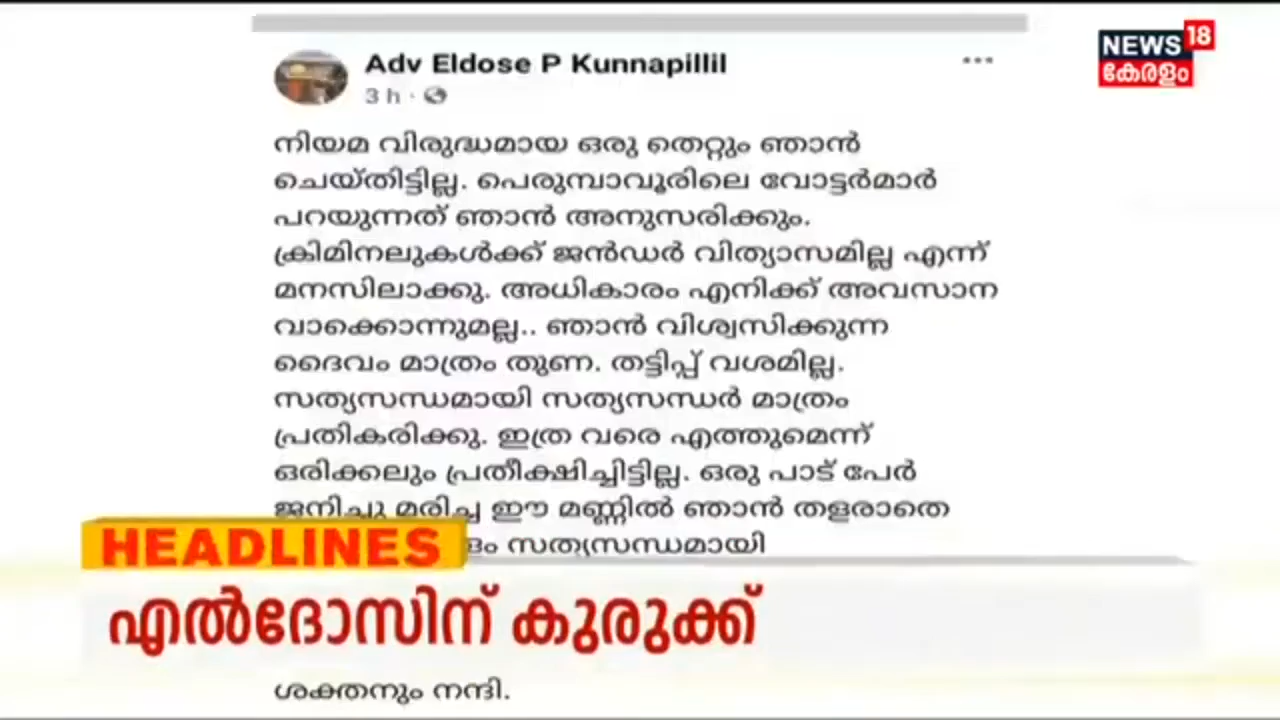 Adv Eldose P Kunnapillil
3 h ·
NEWS 18
കേരളം
നിയമ വിരുദ്ധമായ ഒരു തെറ്റും ഞാൻ
ചെയ്തിട്ടില്ല. പെരുമ്പാവൂരിലെ വോട്ടർമാർ
പറയുന്നത് ഞാൻ അനുസരിക്കും.
ക്രിമിനലുകൾക്ക് ജൻഡർ വിത്യാസമില്ല എന്ന്
മനസിലാക്കു. അധികാരം എനിക്ക് അവസാന
വാക്കൊന്നുമല്ല.. ഞാൻ വിശ്വസിക്കുന്ന
ദൈവം മാത്രം തുണ. തട്ടിപ്പ് വശമില്ല.
സത്യസന്ധമായി സത്യസന്ധർ മാത്രം
പ്രതികരിക്കു. ഇത്ര വരെ എത്തുമെന്ന്
ഒരിക്കലും പ്രതീക്ഷിച്ചിട്ടില്ല. ഒരു പാട് പേർ
ജനിച്ചു മരിച്ച ഈ മണ്ണിൽ ഞാൻ തളരാതെ
സത്യസന്ധമായി
HEADLINES
എൽദോസിന് കുരുക്ക്
ശക്തനും നന്ദി.